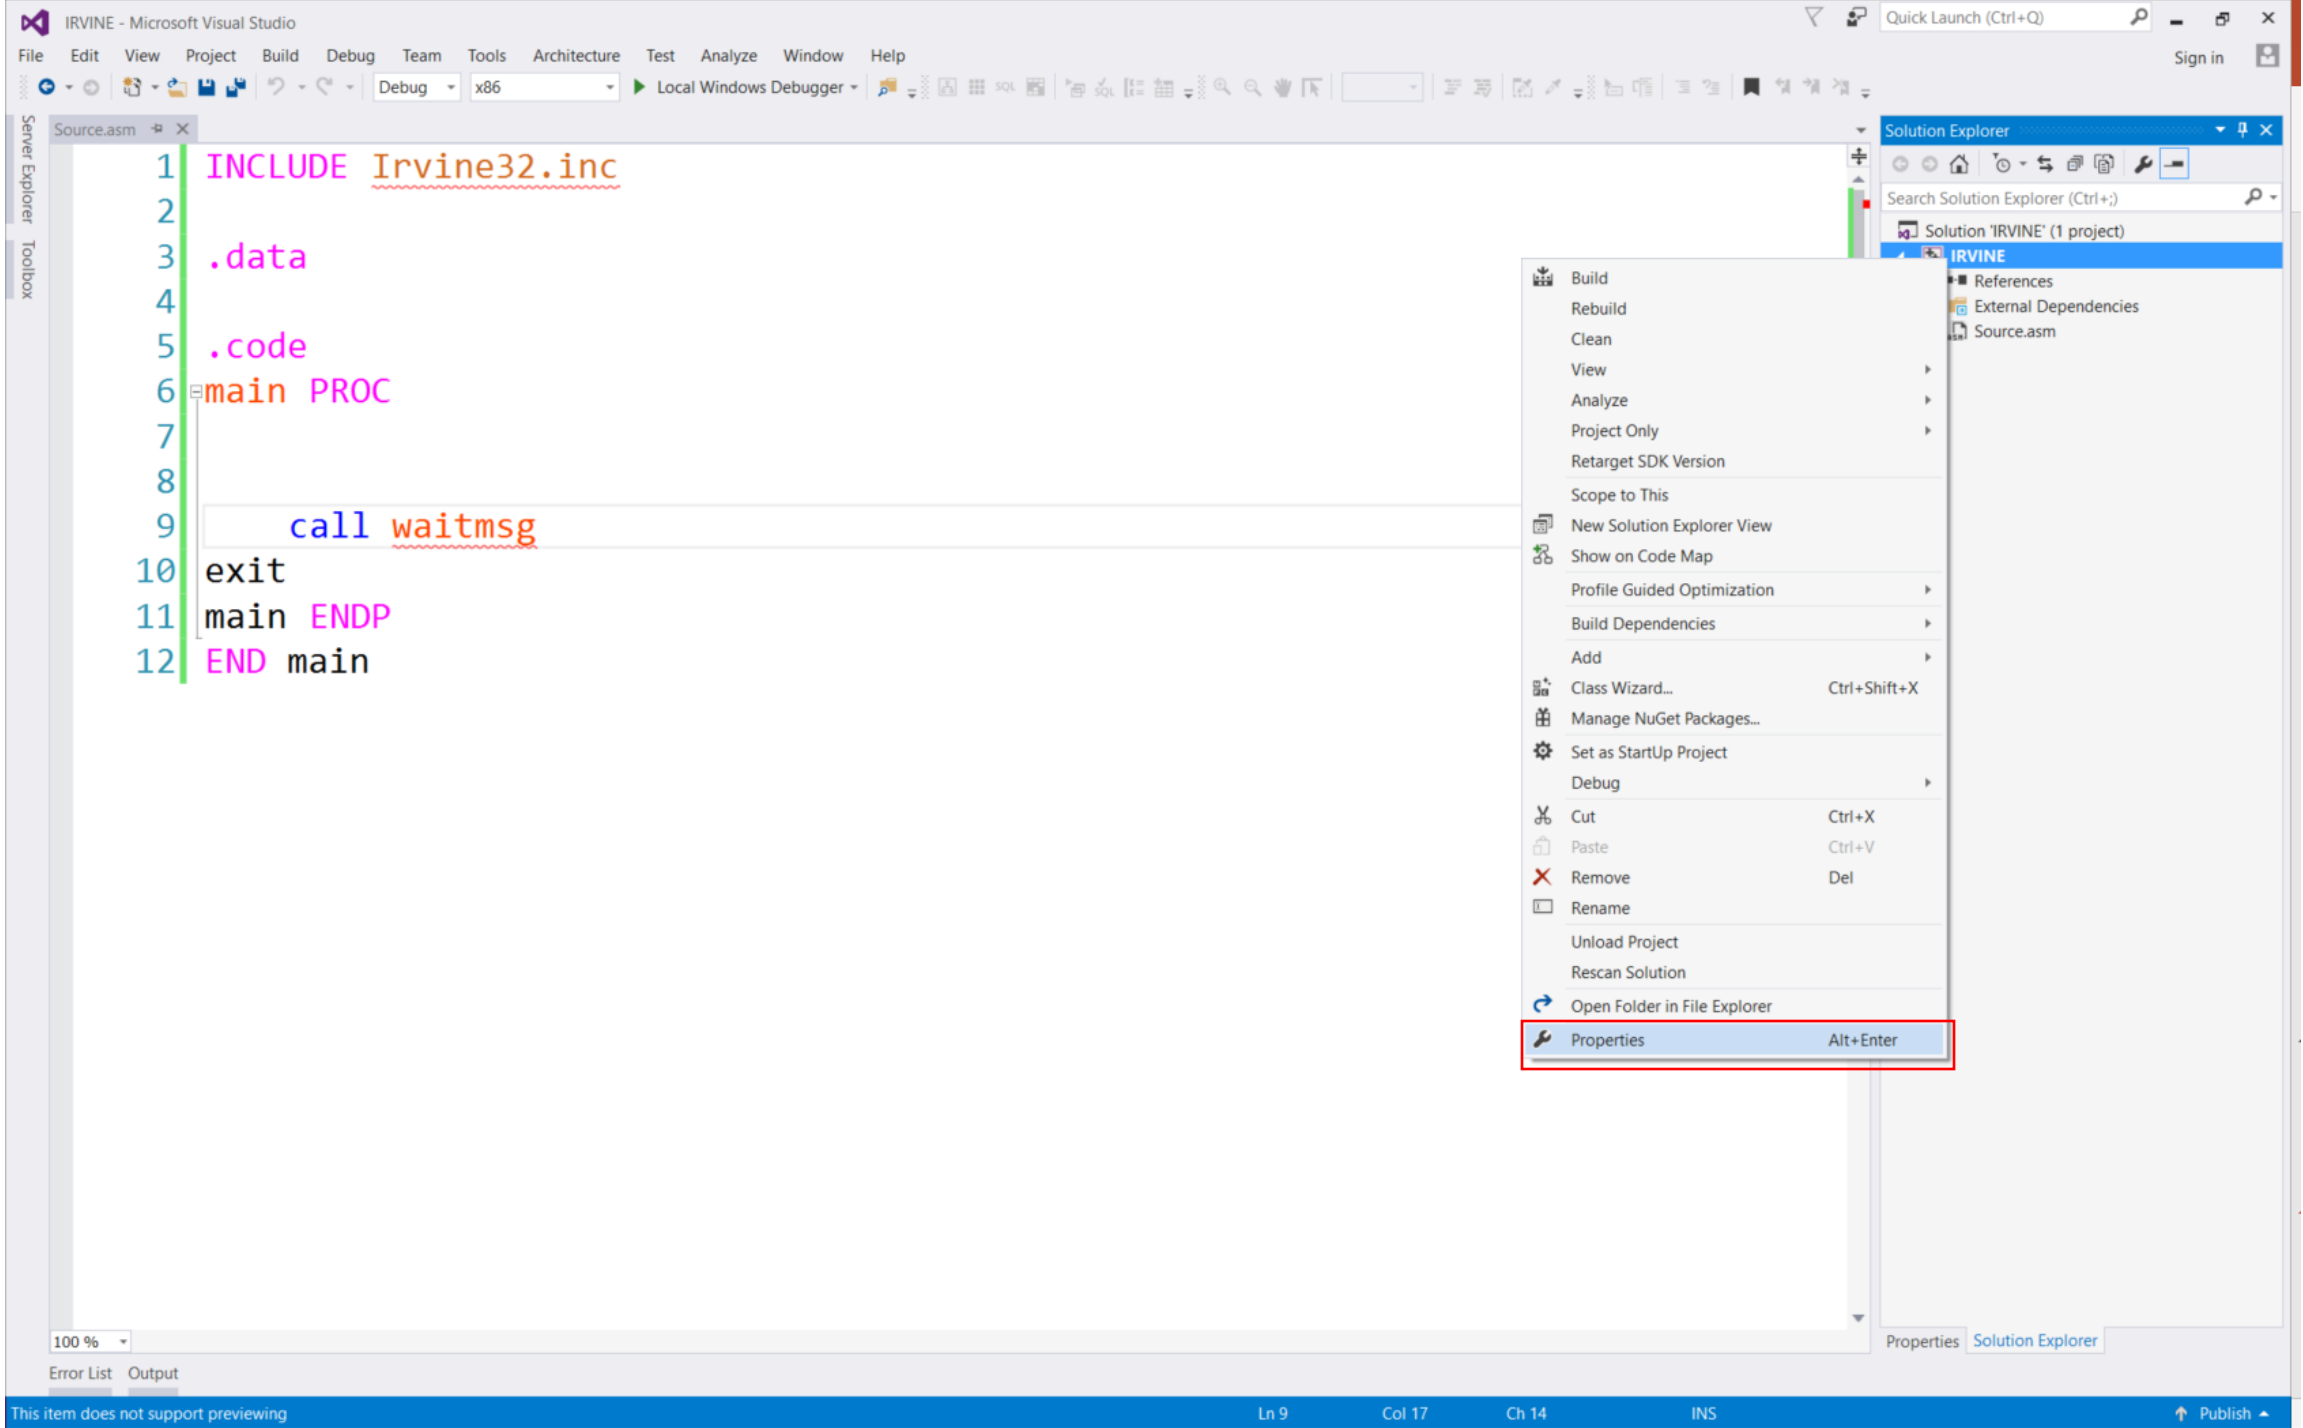 IRVINE - Microsoft Visual Studio
Quick Launch (Ctrl+Q)
File Edit View Project Build Debug Team Tools Architecture Test Analyze Window Help
Sign in
Debug x86 Local Windows Debugger
SQL
SQL
Server Explorer
Toolbox
Source.asm
1 INCLUDE Irvine32.inc
2
3 .data
4
5 .code
6 main PROC
7
8
9 call waitmsg
10 exit
11 main ENDP
12 END main
Build
Rebuild
Clean
View
Analyze
Project Only
Retarget SDK Version
Scope to This
New Solution Explorer View
Show on Code Map
Profile Guided Optimization
Build Dependencies
Add
Class Wizard... Ctrl+Shift+X
Manage NuGet Packages...
Set as StartUp Project
Debug
Cut Ctrl+X
Paste Ctrl+V
Remove Del
Rename
Unload Project
Rescan Solution
Open Folder in File Explorer
Properties Alt+Enter
Solution Explorer
Search Solution Explorer (Ctrl+;)
Solution 'IRVINE' (1 project)
IRVINE
References
External Dependencies
Source.asm
Properties Solution Explorer
100 %
Error List Output
This item does not support previewing
Ln 9 Col 17 Ch 14 INS Publish